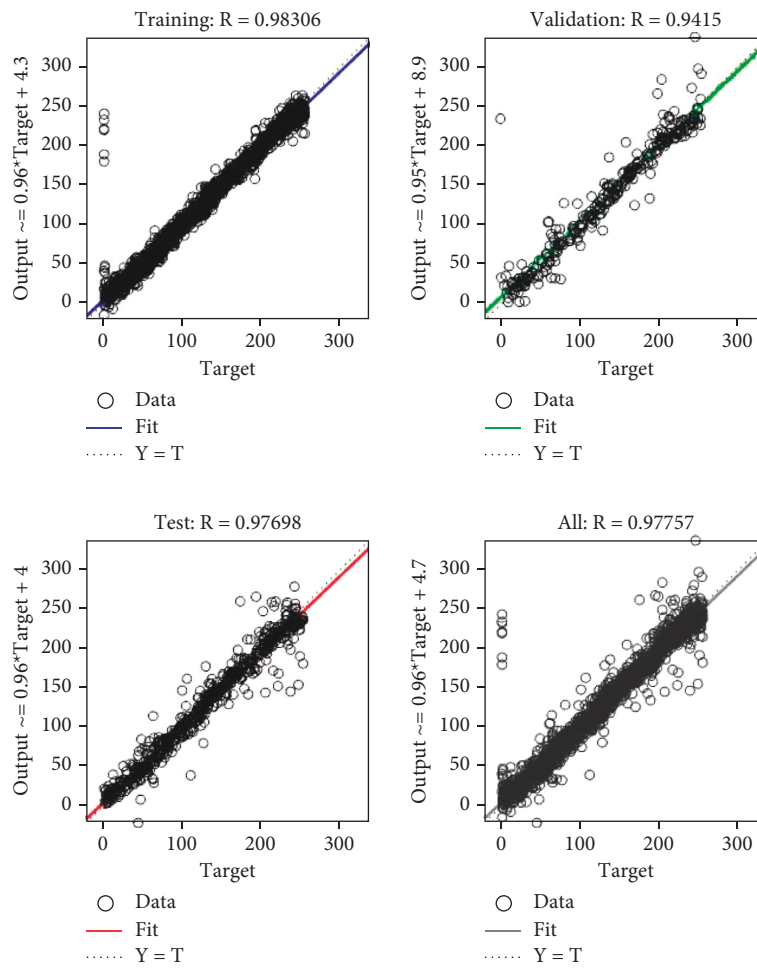 Training: R = 0.98306
Output ~= 0.96*Target + 4.3
300
250
200
150
100
50
0
0 100 200 300
Target
Data
Fit
Y = T
Validation: R = 0.9415
Output ~= 0.95*Target + 8.9
300
250
200
150
100
50
0
0 100 200 300
Target
Data
Fit
Y = T
Test: R = 0.97698
Output ~= 0.96*Target + 4
300
250
200
150
100
50
0
0 100 200 300
Target
Data
Fit
Y = T
All: R = 0.97757
Output ~= 0.96*Target + 4.7
300
250
200
150
100
50
0
0 100 200 300
Target
Data
Fit
Y = T